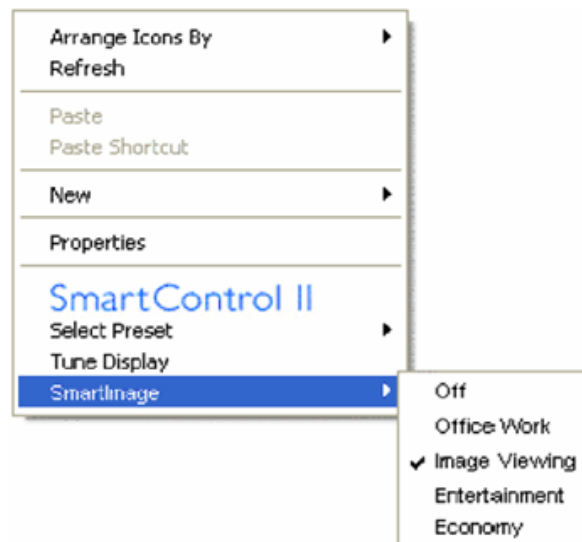 Arrange Icons By
Refresh
Paste
Paste Shortcut
New
Properties
SmartControl II
Select Preset
Tune Display
SmartImage
Off
Office Work
Image Viewing
Entertainment
Economy